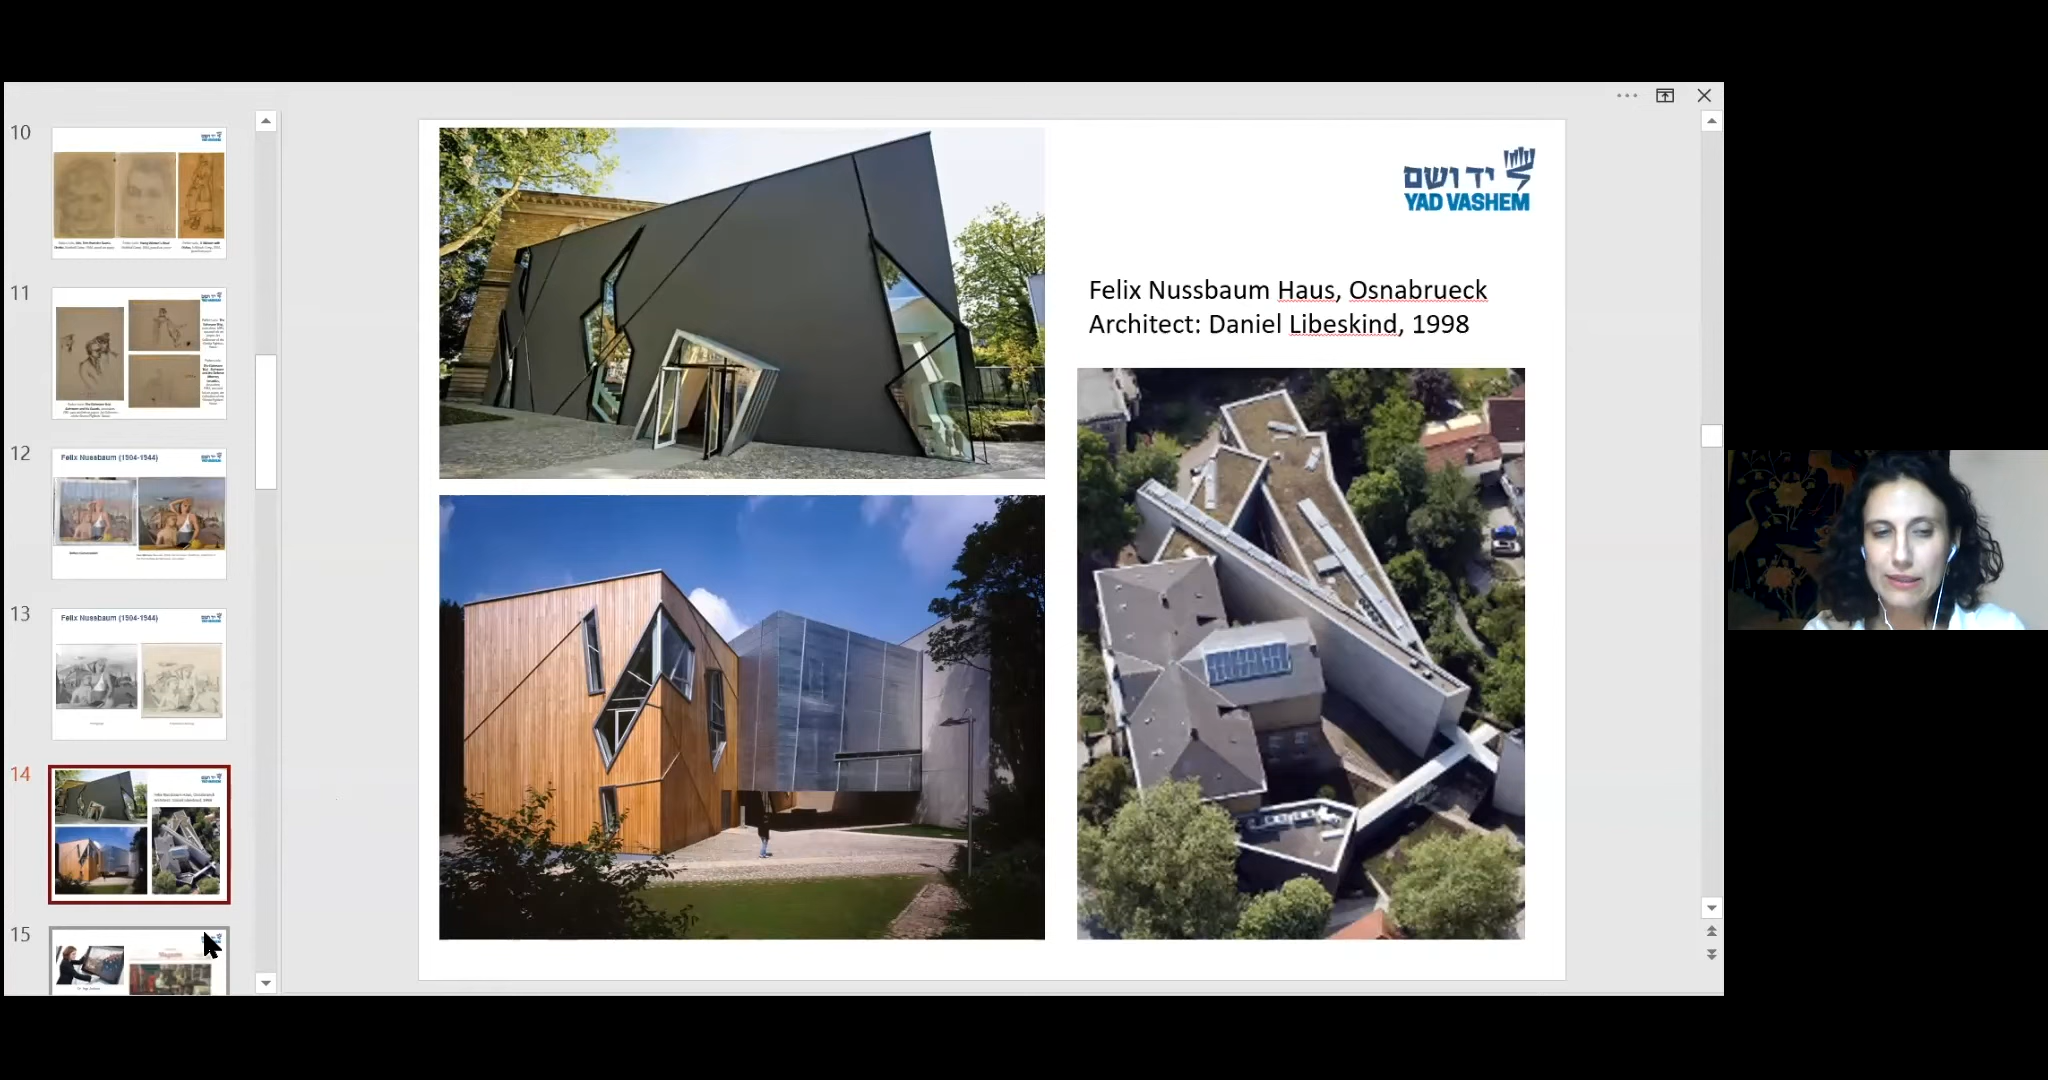 10
11
12
Felix Nussbaum (1904-1944)
13
Felix Nussbaum (1904-1944)
14
15
יד ושם
YAD VASHEM
Felix Nussbaum Haus, Osnabrueck
Architect: Daniel Libeskind, 1998